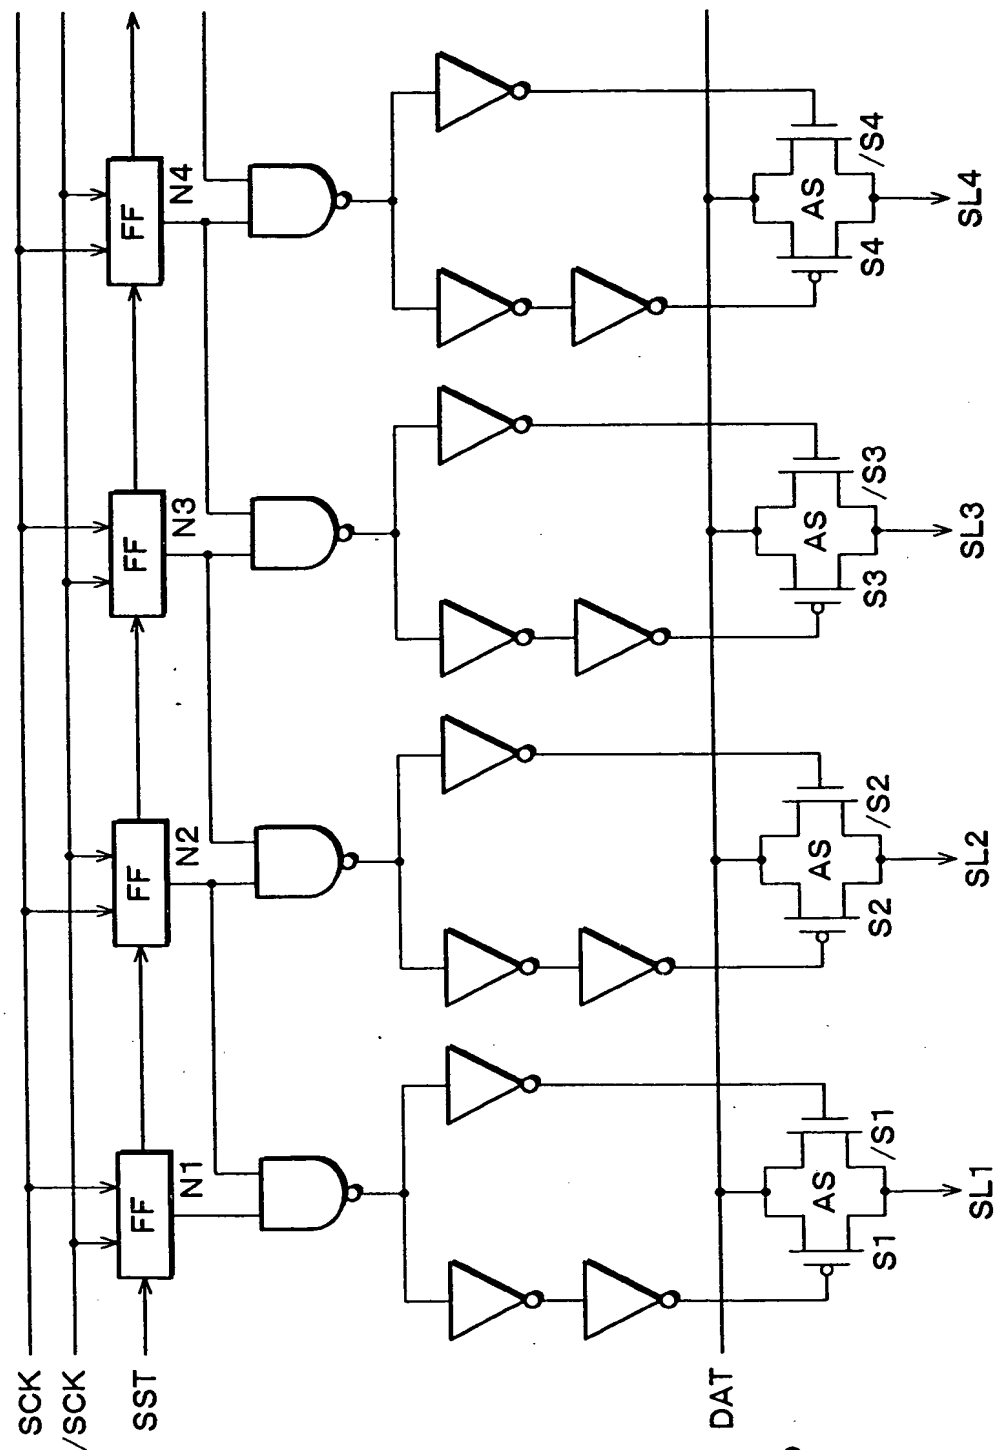 SCK
/SCK
SST
FF
FF
FF
FF
N1
N2
N3
N4
DAT
AS
AS
AS
AS
S1
/S1
S2
/S2
S3
/S3
S4
/S4
SL1
SL2
SL3
SL4